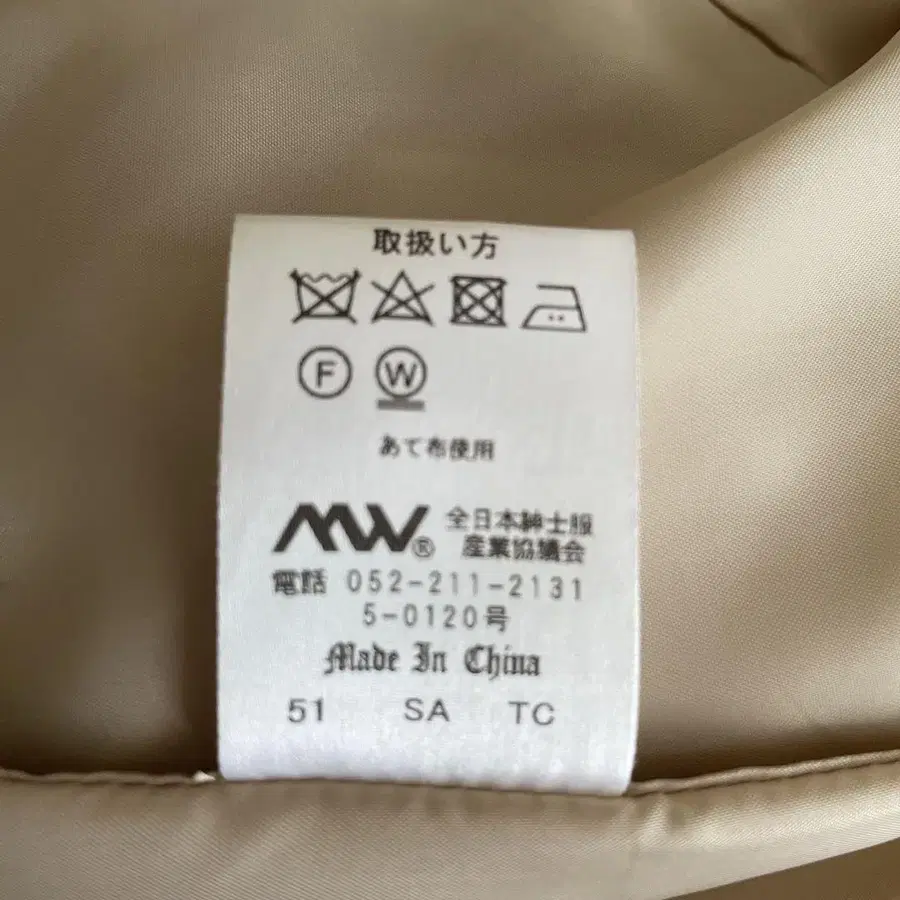 取扱い方
F W
あて布使用
MW® 全日本紳士服
産業協議会
電話 052-211-2131
5-0120号
Made In China
51 SA TC